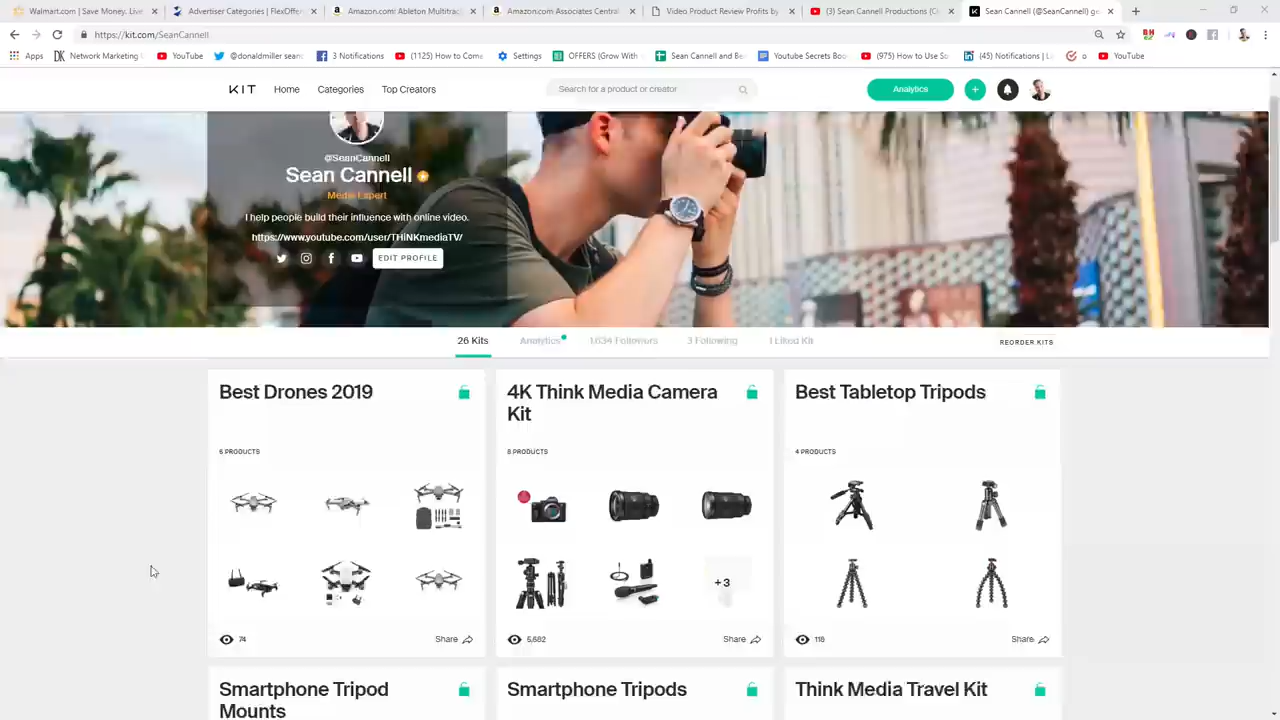 Walmart.com | Save Money. Live
Advertiser Categories | FlexOffer
Amazon.com: Ableton Multitrack
Amazon.com Associates Central
Video Product Review Profits by
(3) Sean Cannell Productions (C
Sean Cannell (@SeanCannell) ge
https://kit.com/SeanCannell
Apps
Network Marketing
YouTube
@donaldmiller seanc
3 Notifications
(1125) How to Come
Settings
OFFERS (Grow With
Sean Cannell and Be
Youtube Secrets Boo
(975) How to Use So
(45) Notifications | L
o
YouTube
KIT
Home
Categories
Top Creators
Search for a product or creator
Analytics
+
@SeanCannell
Sean Cannell
Media Expert
I help people build their influence with online video.
https://www.youtube.com/user/THiNKmediaTV/
EDIT PROFILE
26 Kits
Analytics
1,634 Followers
3 Following
1 Liked Kit
REORDER KITS
Best Drones 2019
4K Think Media Camera
Kit
Best Tabletop Tripods
6 PRODUCTS
8 PRODUCTS
4 PRODUCTS
+3
74
Share
5,682
Share
118
Share
Smartphone Tripod
Mounts
Smartphone Tripods
Think Media Travel Kit